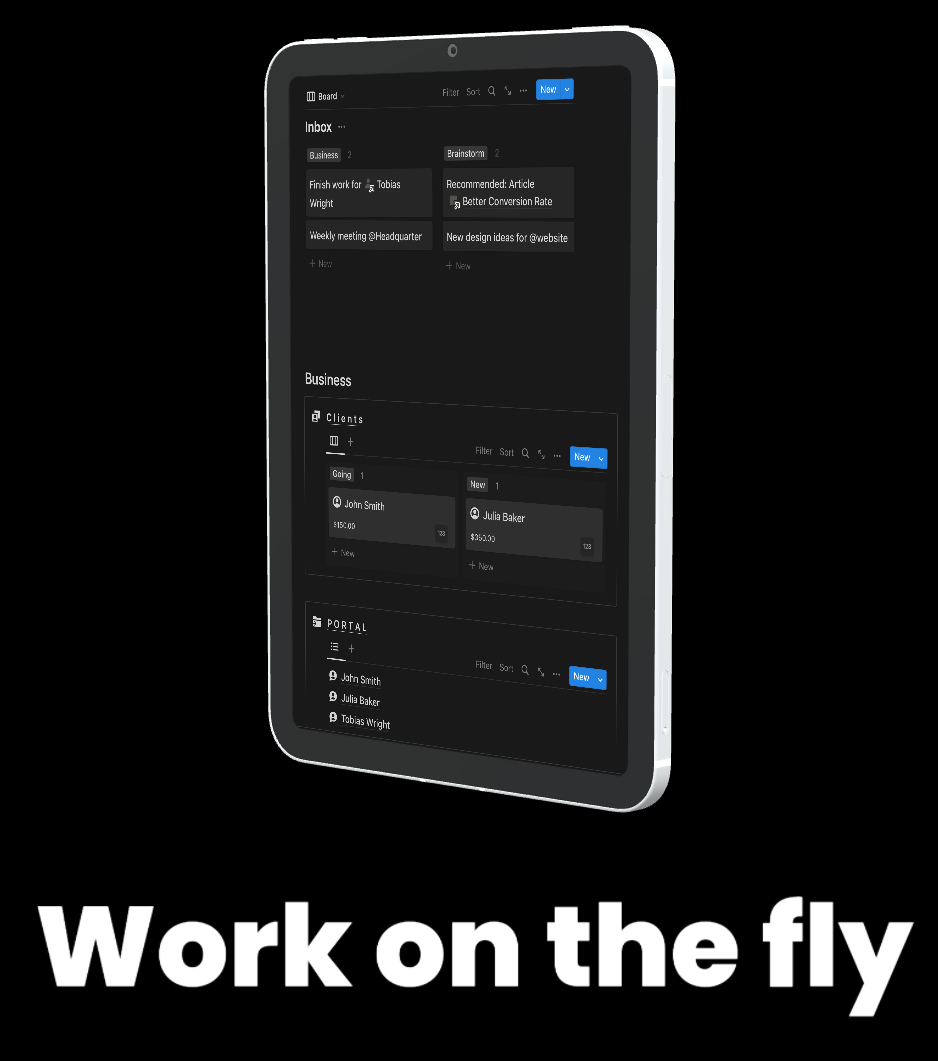 Board
Filter Sort New
Inbox
Business 2
Brainstorm 2
Finish work for Tobias
Wright
Recommended: Article
Better Conversion Rate
Weekly meeting @Headquarter
New design ideas for @website
+ New
+ New
Business
Clients
+
Filter Sort New
Going 1
New 1
John Smith
$150.00
123
Julia Baker
123
+ New
+ New
PORTAL
+
Filter Sort New
John Smith
Julia Baker
Tobias Wright
Work on the fly